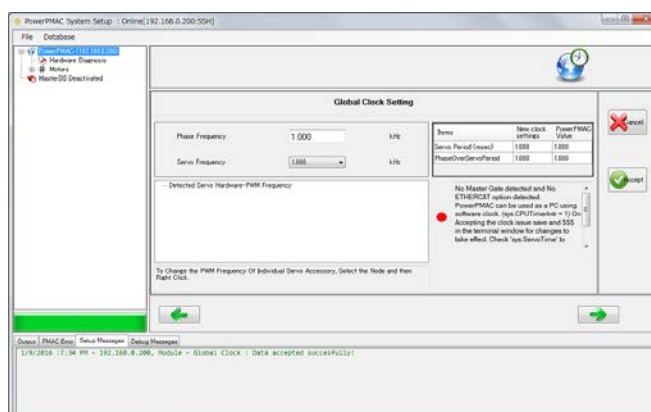 PowerPMAC System Setup : Online[192.168.0.200:SSH]
File Database
PowerPMAC (192.168.0.200)
Hardware Diagnosis
Motors
MasterDIS Deactivated
Global Clock Setting
Phase Frequency 1.000 kHz
Servo Frequency 1.000 kHz
Items New clock settings PowerPMAC Value
Servo Period (msec) 1.000 1.000
PhaseOverServoPeriod 1.000 1.000
Cancel
Accept
Detected Servo Hardware-PWM Frequency
No Master Gate detected and No
ETHERCAT option detected.
PowerPMAC can be used as a PC using
software clock. (sys.CPUTimerIntr = 1) On
Accepting the clock issue save and $$$
in the terminal window for changes to
take effect. Check 'sys.ServoTime' to
To Change the PWM Frequency Of Individual Servo Accessory, Select the Node and then
Right Click.
Output PMAC Error Setup Messages Debug Messages
1/9/2016 :7:34 PM - 192.168.0.200, Module - Global Clock : Data accepted succesfully!